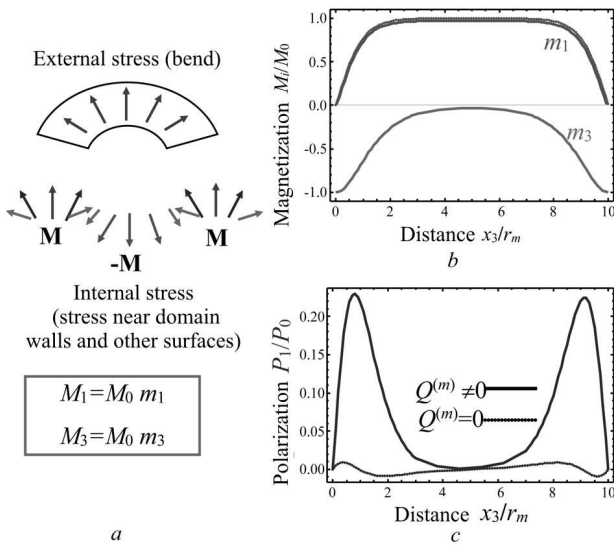 External stress (bend)
M
M
-M
Internal stress
(stress near domain
walls and other surfaces)
M₁=M₀ m₁
M₃=M₀ m₃
a
Magnetization Mᵢ/M₀
1.0
0.5
0.0
-0.5
-1.0
m₁
m₃
0 2 4 6 8 10
Distance x₃/rₘ
b
Polarization P₁/P₀
0.20
0.15
0.10
0.05
0.00
Q⁽ᵐ⁾ ≠0
Q⁽ᵐ⁾=0
0 2 4 6 8 10
Distance x₃/rₘ
c